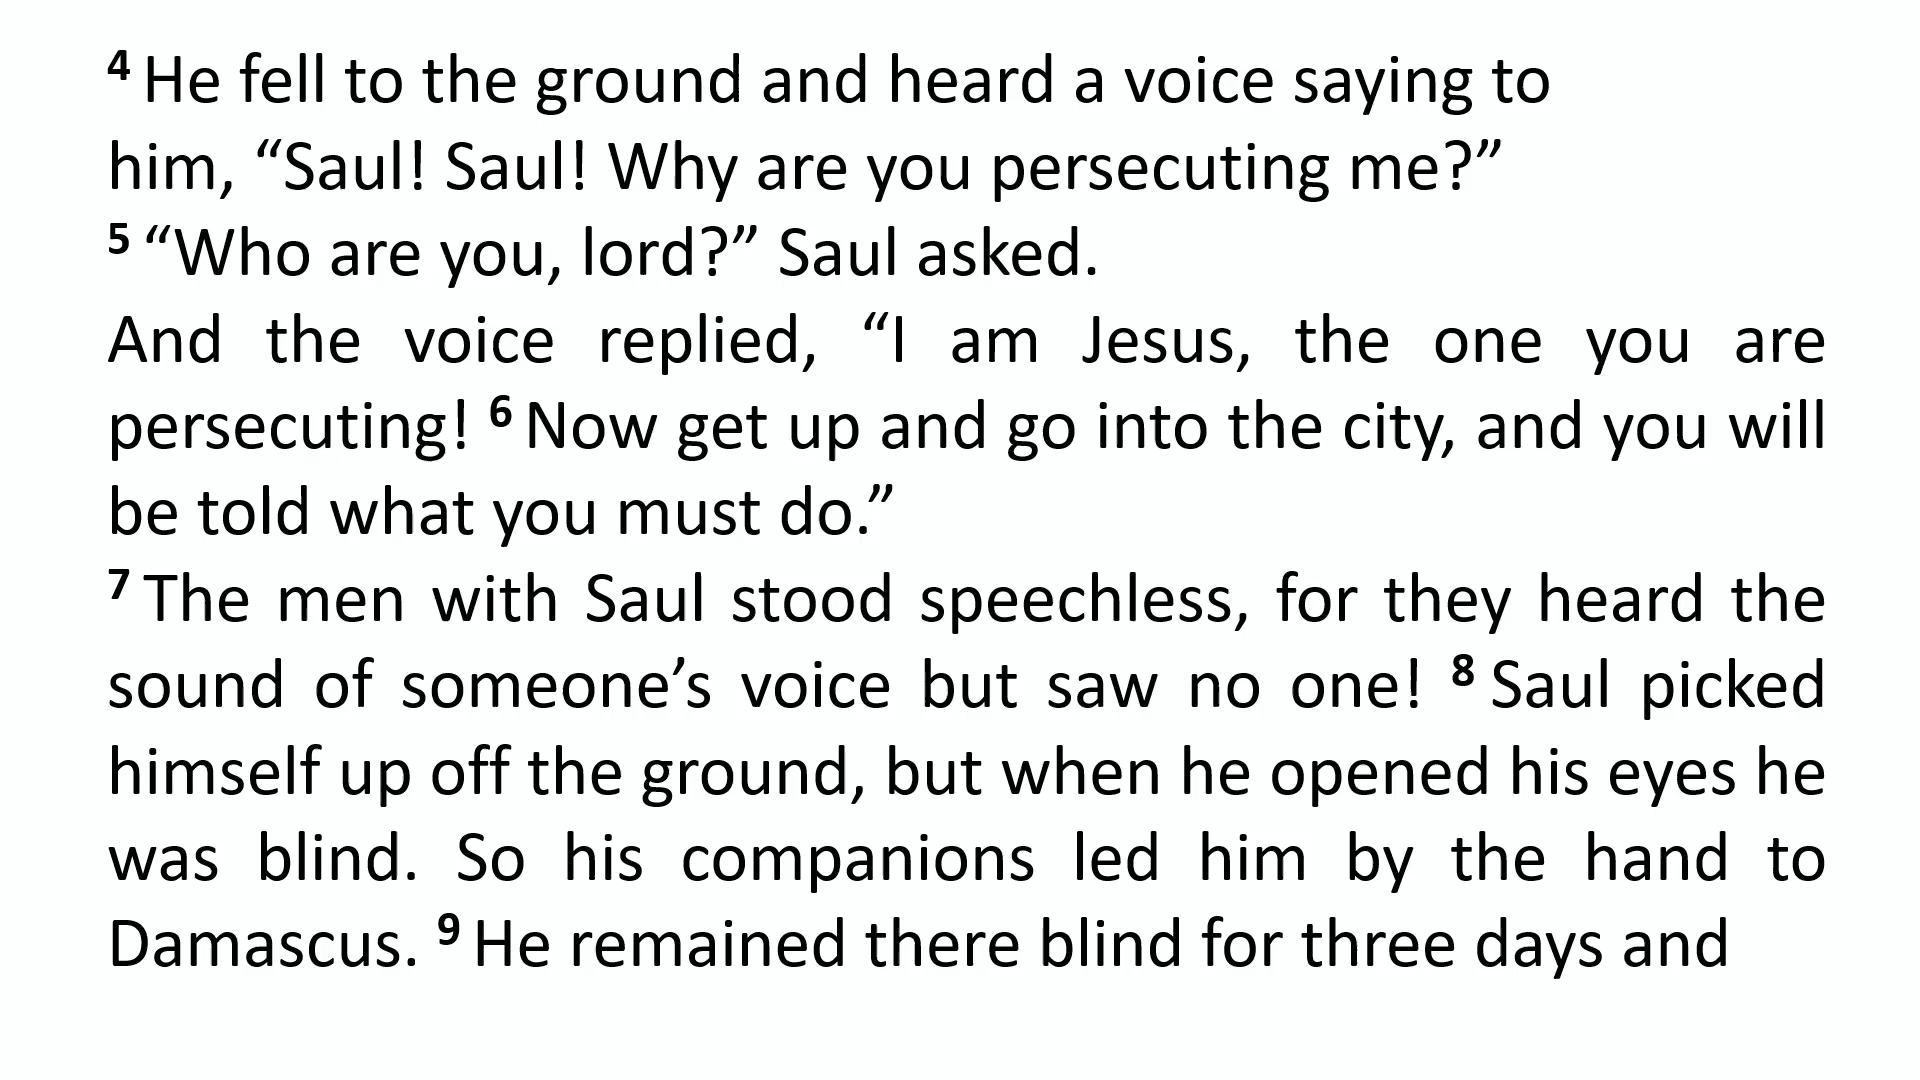 4 He fell to the ground and heard a voice saying to
him, “Saul! Saul! Why are you persecuting me?”
5 “Who are you, lord?” Saul asked.
And the voice replied, “I am Jesus, the one you are
persecuting! 6 Now get up and go into the city, and you will
be told what you must do.”
7 The men with Saul stood speechless, for they heard the
sound of someone’s voice but saw no one! 8 Saul picked
himself up off the ground, but when he opened his eyes he
was blind. So his companions led him by the hand to
Damascus. 9 He remained there blind for three days and